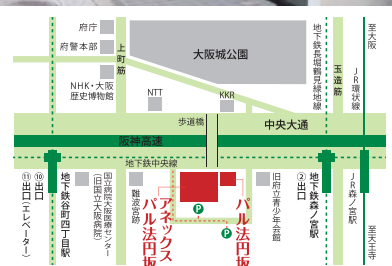 府庁
府警本部
上町筋
大阪城公園
地下鉄長堀鶴見緑地線
玉造筋
JR環状線
至大阪
NHK・大阪
歴史博物館
NTT
KKR
歩道橋
中央大通
阪神高速
地下鉄中央線
⑪出口(エレベーター)
⑩出口
地下鉄谷町四丁目駅
国立病院大阪医療センター
(旧国立大阪病院)
難波宮跡
パル法円坂
アネックス
P
P
パル法円坂
旧府立青少年会館
②出口
地下鉄森ノ宮駅
JR森ノ宮駅
至天王寺